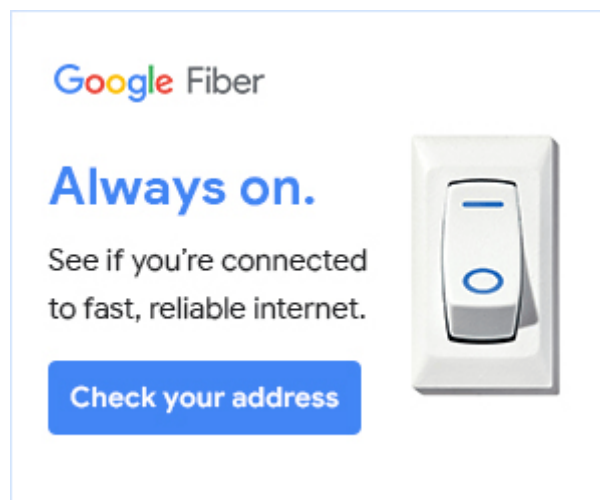 Google Fiber
Always on.
See if you're connected
to fast, reliable internet.
Check your address